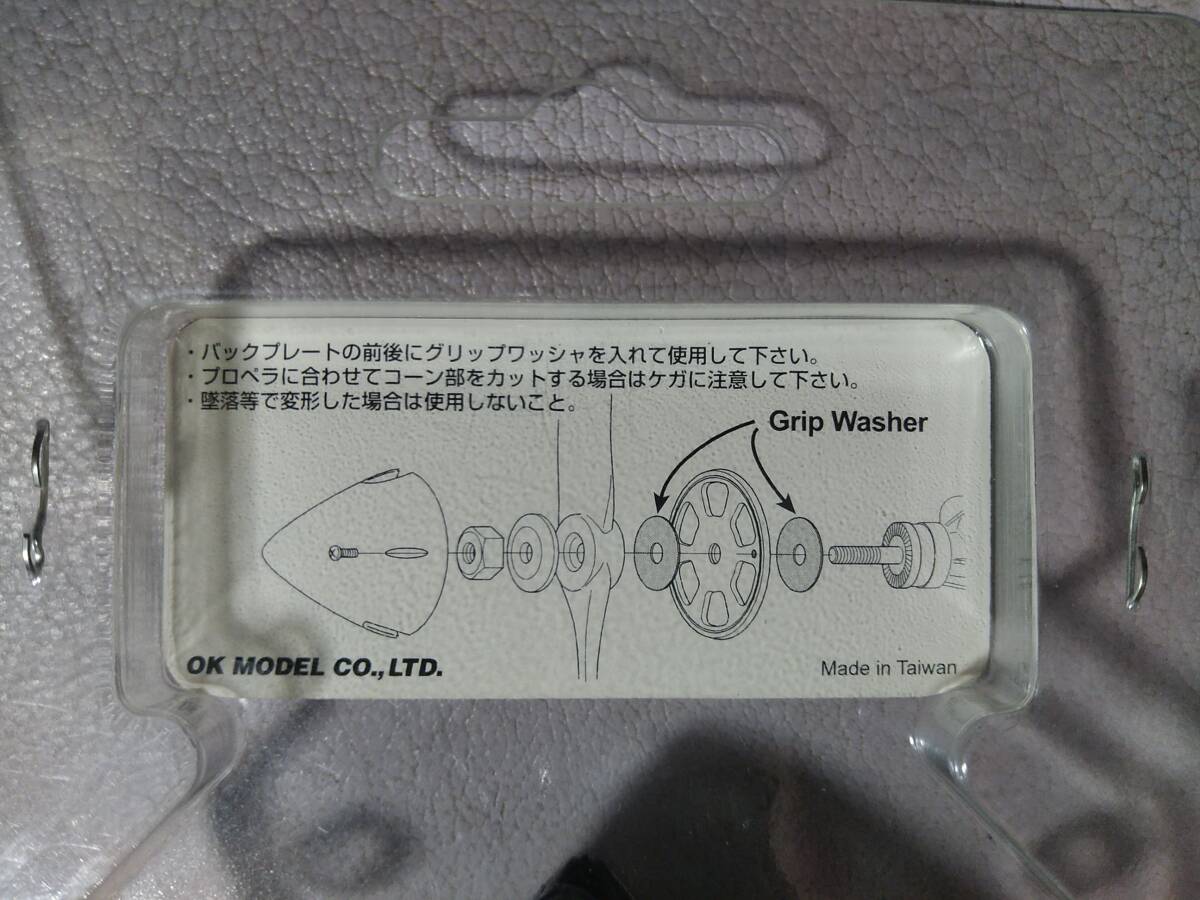 ・バックプレートの前後にグリップワッシャを入れて使用して下さい。
・プロペラに合わせてコーン部をカットする場合はケガに注意して下さい。
・墜落等で変形した場合は使用しないこと。
Grip Washer
OK MODEL CO.,LTD.
Made in Taiwan